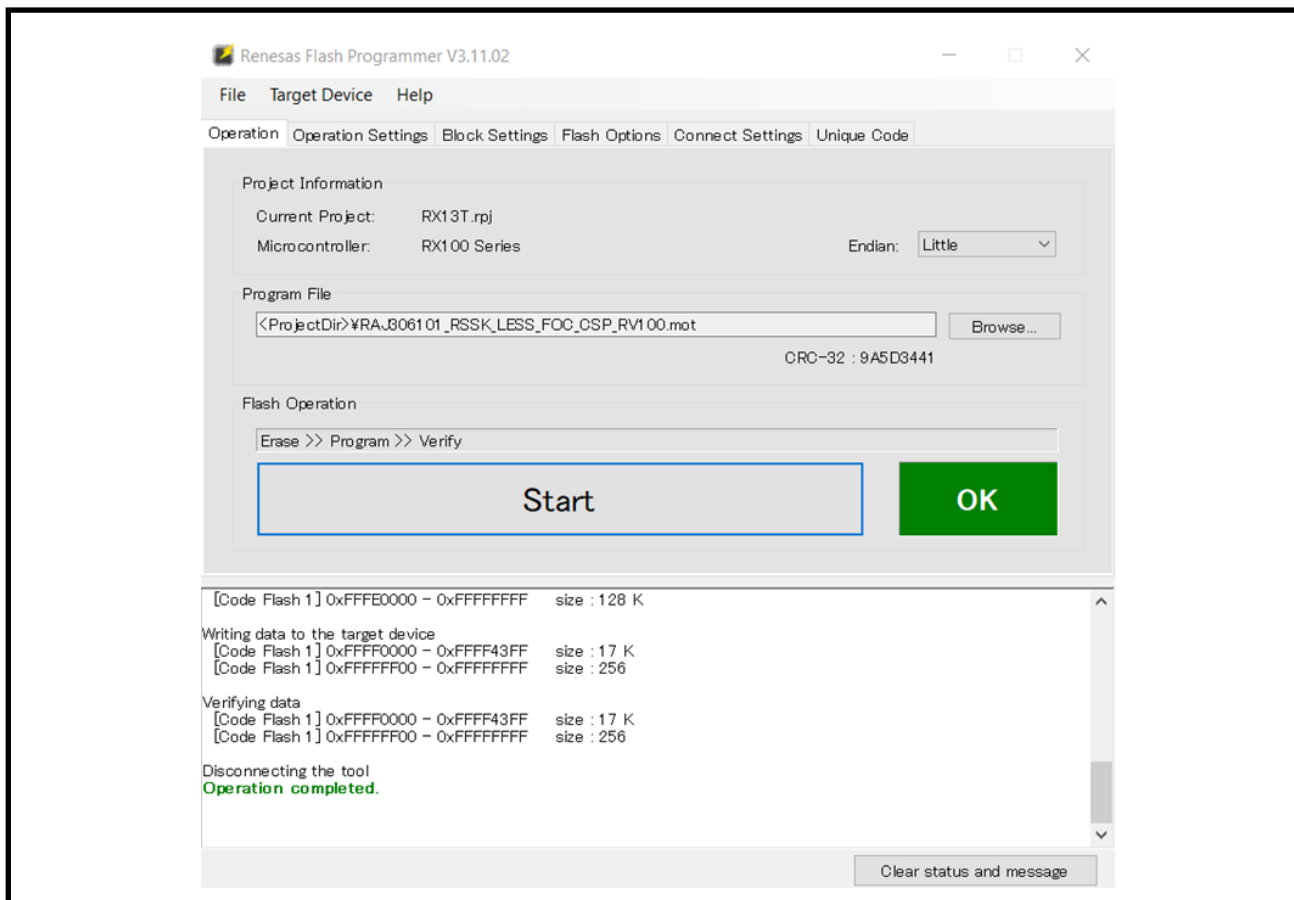 Renesas Flash Programmer V3.11.02
File Target Device Help
Operation Operation Settings Block Settings Flash Options Connect Settings Unique Code
Project Information
Current Project: RX13T.rpj
Microcontroller: RX100 Series Endian: Little
Program File
<ProjectDir>¥RAJ306101_RSSK_LESS_FOC_CSP_RV100.mot Browse...
CRC-32 : 9A5D3441
Flash Operation
Erase >> Program >> Verify
Start OK
[Code Flash 1] 0xFFFE0000 - 0xFFFFFFFF size : 128 K
Writing data to the target device
[Code Flash 1] 0xFFFF0000 - 0xFFFF43FF size : 17 K
[Code Flash 1] 0xFFFFFF00 - 0xFFFFFFFF size : 256
Verifying data
[Code Flash 1] 0xFFFF0000 - 0xFFFF43FF size : 17 K
[Code Flash 1] 0xFFFFFF00 - 0xFFFFFFFF size : 256
Disconnecting the tool
Operation completed.
Clear status and message